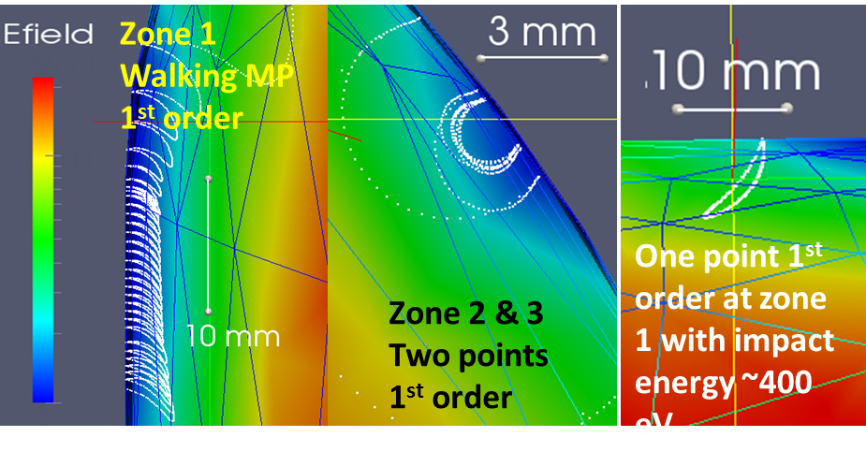 Efield
Zone 1
Walking MP
1st order
10 mm
3 mm
Zone 2 & 3
Two points
1st order
10 mm
One point 1st
order at zone
1 with impact
energy ~400
eV